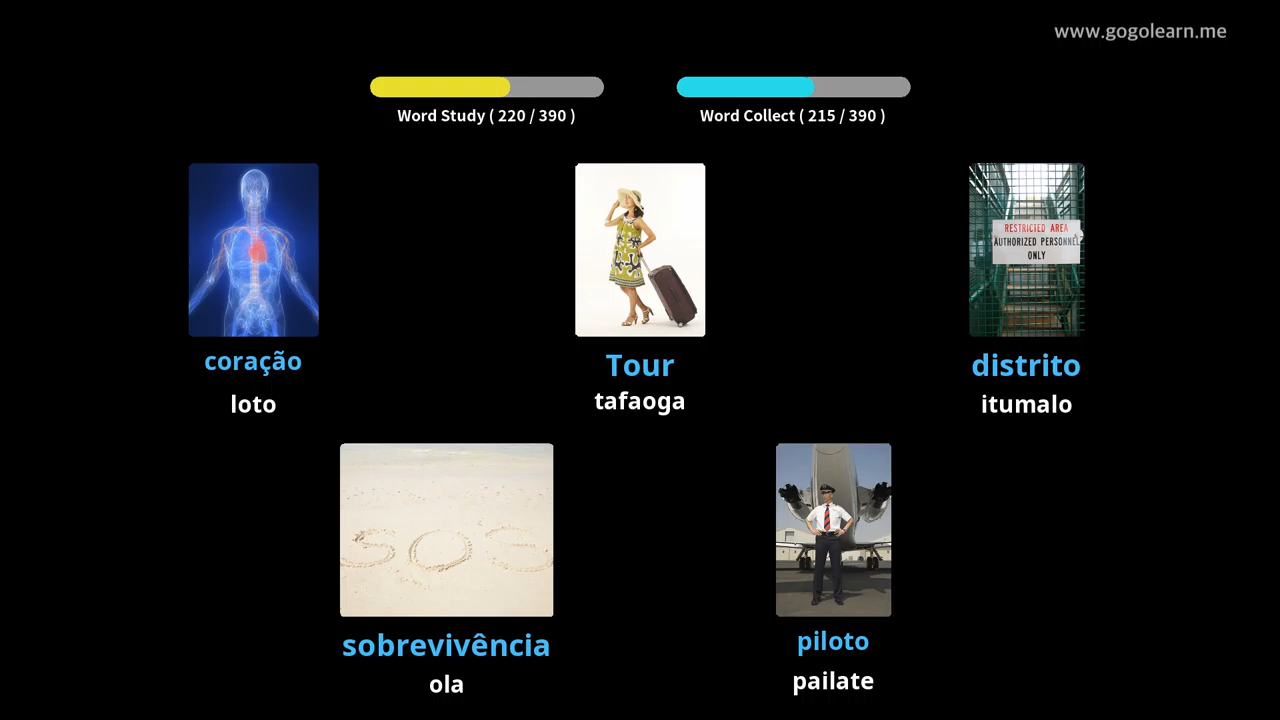 www.gogolearn.me
Word Study ( 220 / 390 )
Word Collect ( 215 / 390 )
RESTRICTED AREA
AUTHORIZED PERSONNEL
ONLY
coração
loto
Tour
tafaoga
distrito
itumalo
SOS
sobrevivência
ola
piloto
pailate